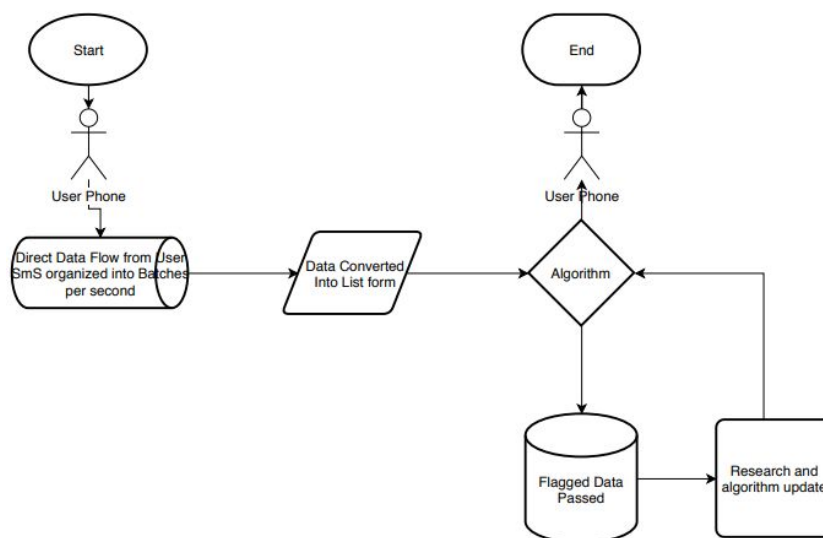 Start
End
User Phone
User Phone
Direct Data Flow from User
SmS organized into Batches
per second
Data Converted
Into List form
Algorithm
Flagged Data
Passed
Research and
algorithm update